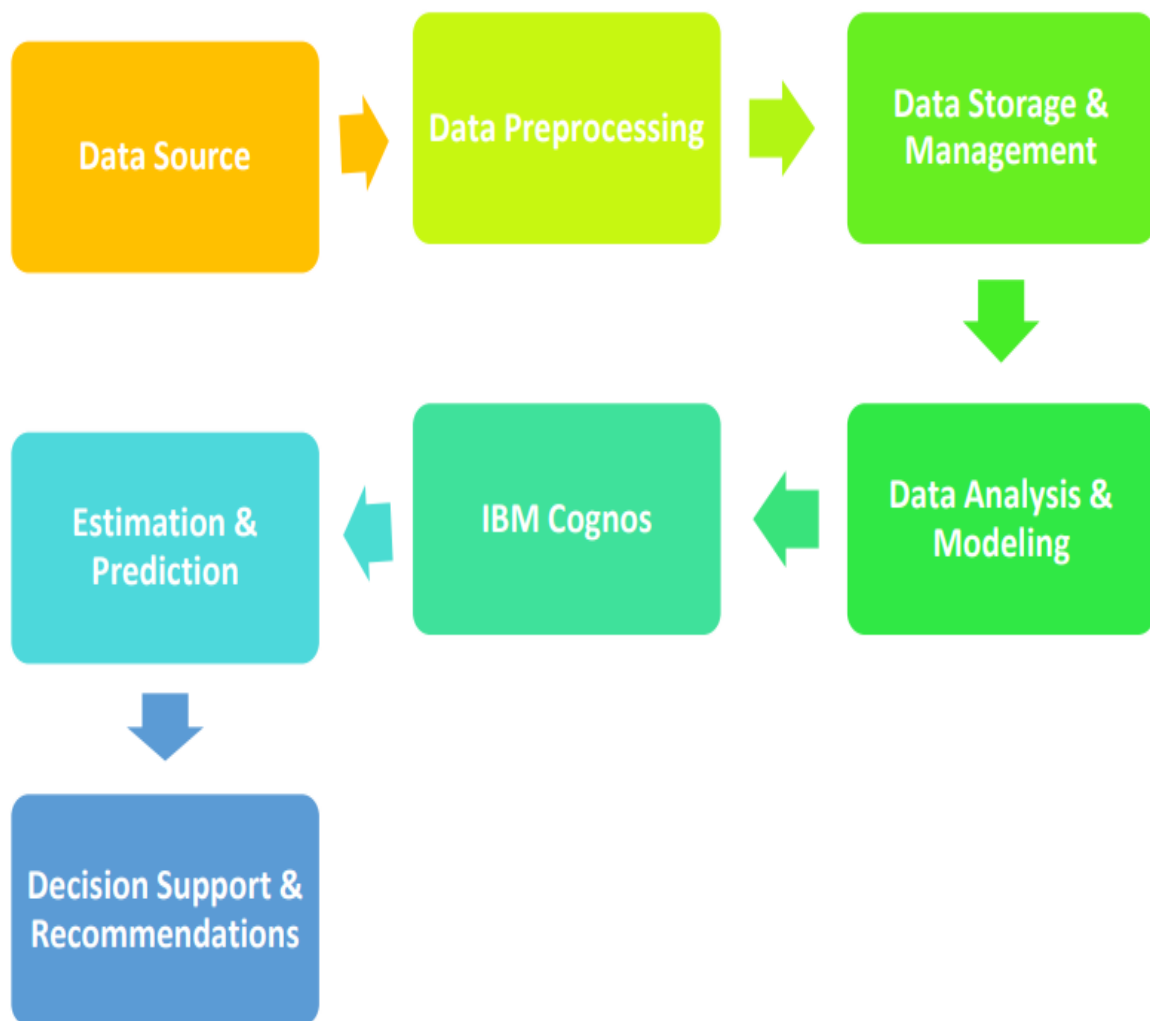 Data Source
Data Preprocessing
Data Storage &
Management
Data Analysis &
Modeling
IBM Cognos
Estimation &
Prediction
Decision Support &
Recommendations